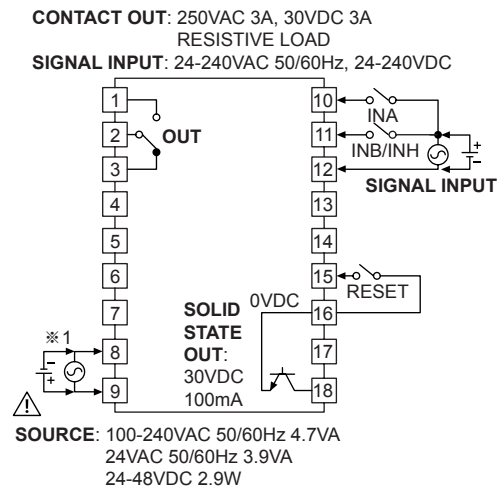 CONTACT OUT: 250VAC 3A, 30VDC 3A
RESISTIVE LOAD
SIGNAL INPUT: 24-240VAC 50/60Hz, 24-240VDC
1
2
3
4
5
6
7
8
9
OUT
10
11
12
13
14
15
16
17
18
INA
INB/INH
+
−
SIGNAL INPUT
RESET
0VDC
SOLID
STATE
OUT:
30VDC
100mA
※1
−
+
!
SOURCE: 100-240VAC 50/60Hz 4.7VA
24VAC 50/60Hz 3.9VA
24-48VDC 2.9W